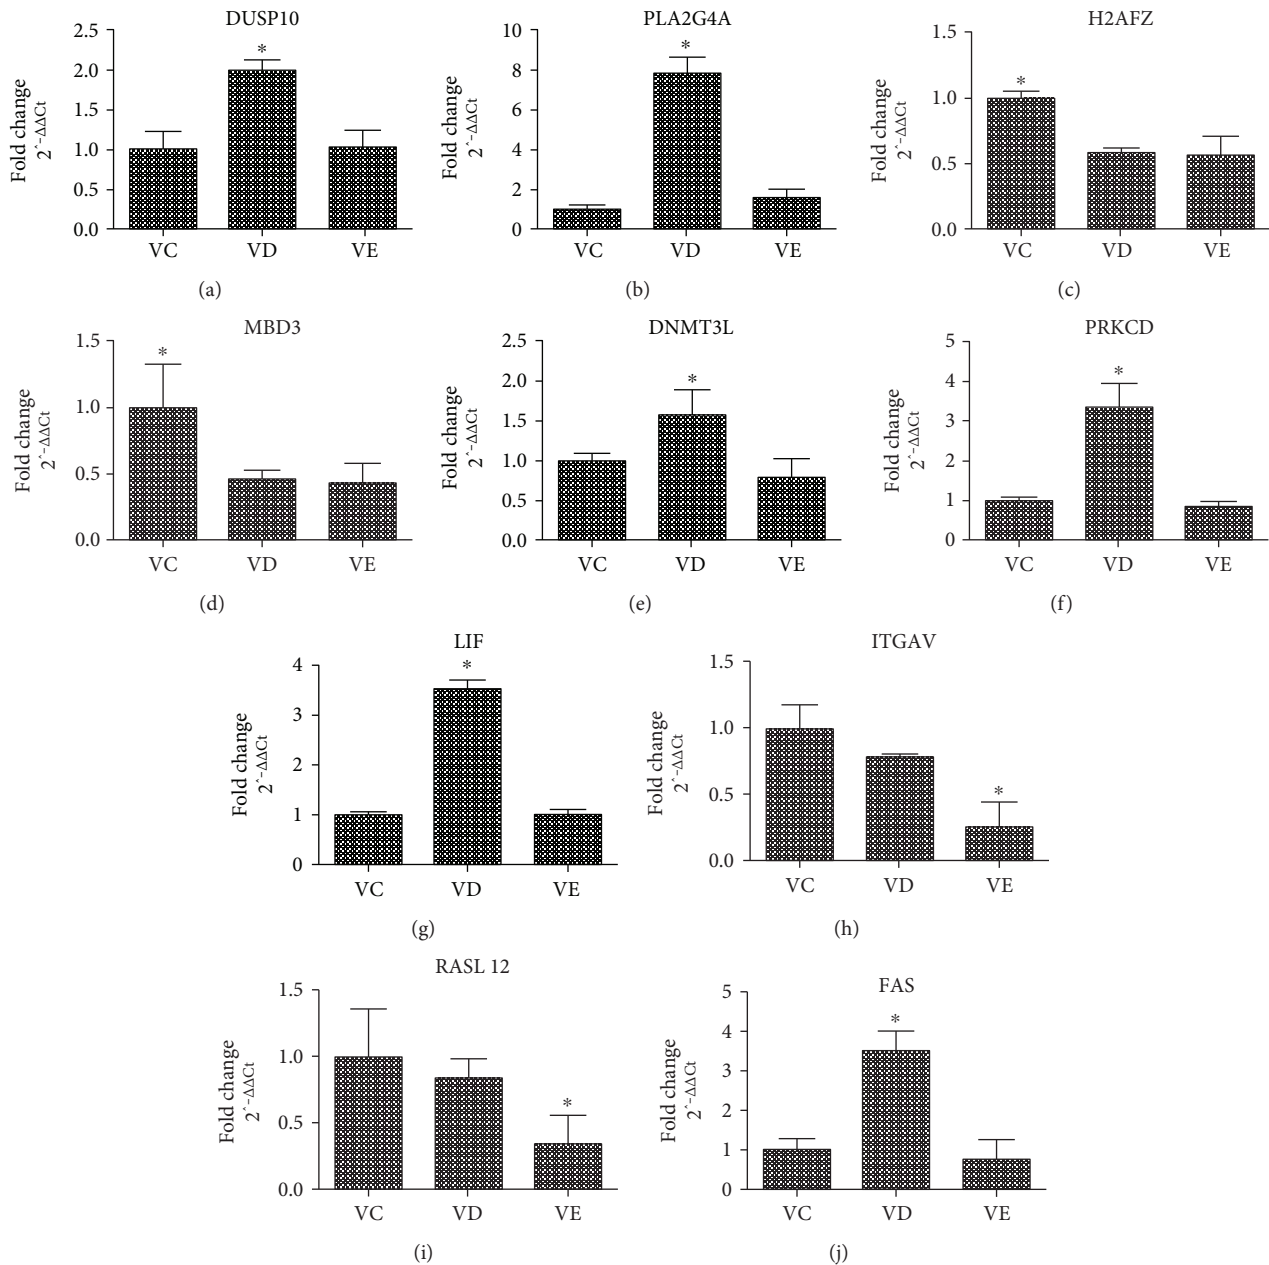 DUSP10
Fold change
2^-ΔΔCt
2.5
2.0
1.5
1.0
0.5
0.0
*
VC VD VE
(a)
PLA2G4A
Fold change
2^-ΔΔCt
10
8
6
4
2
0
*
VC VD VE
(b)
H2AFZ
Fold change
2^-ΔΔCt
1.5
1.0
0.5
0.0
*
VC VD VE
(c)
MBD3
Fold change
2^-ΔΔCt
1.5
1.0
0.5
0.0
*
VC VD VE
(d)
DNMT3L
Fold change
2^-ΔΔCt
2.5
2.0
1.5
1.0
0.5
0.0
*
VC VD VE
(e)
PRKCD
Fold change
2^-ΔΔCt
5
4
3
2
1
0
*
VC VD VE
(f)
LIF
Fold change
2^-ΔΔCt
4
3
2
1
0
*
VC VD VE
(g)
ITGAV
Fold change
2^-ΔΔCt
1.5
1.0
0.5
0.0
*
VC VD VE
(h)
RASL 12
Fold change
2^-ΔΔCt
1.5
1.0
0.5
0.0
*
VC VD VE
(i)
FAS
Fold change
2^-ΔΔCt
5
4
3
2
1
0
*
VC VD VE
(j)